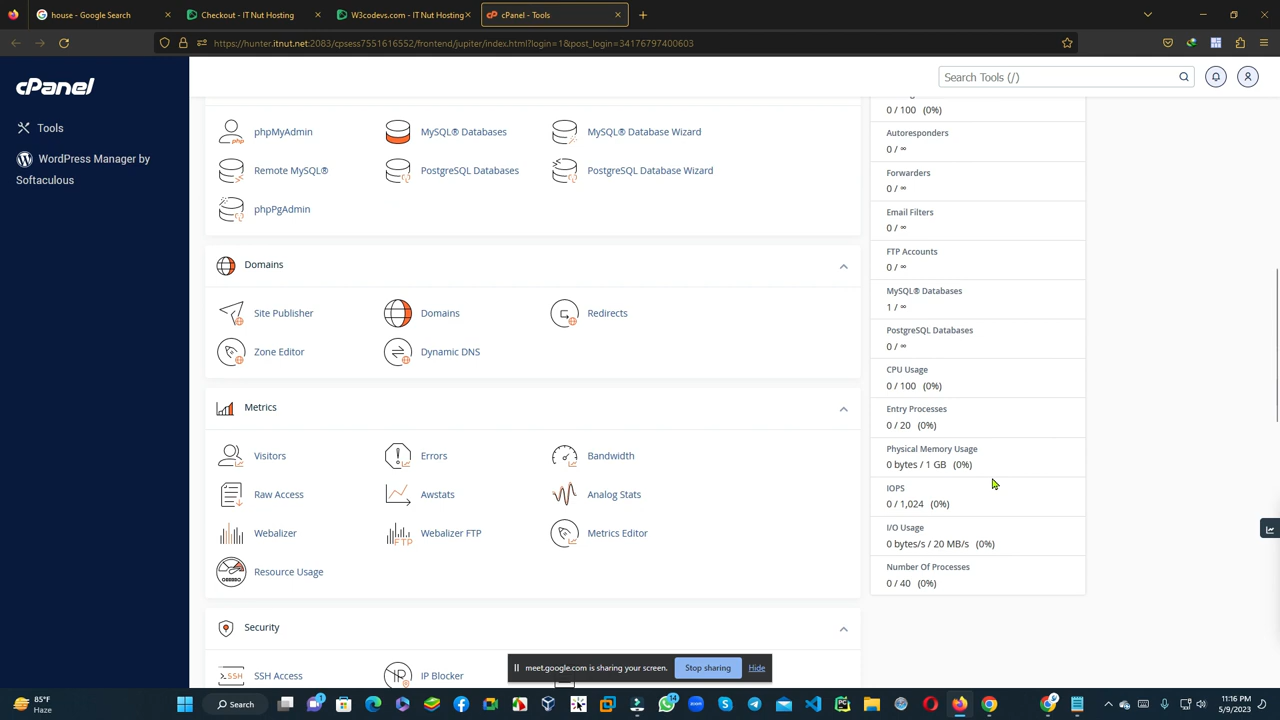 house - Google Search
Checkout - IT Nut Hosting
W3codevs.com - IT Nut Hosting
cPanel - Tools
https://hunter.itnut.net:2083/cpsess7551616552/frontend/jupiter/index.html?login=1&post_login=34176797400603
cPanel
Search Tools (/)
Tools
WordPress Manager by
Softaculous
phpMyAdmin
MySQL® Databases
MySQL® Database Wizard
Remote MySQL®
PostgreSQL Databases
PostgreSQL Database Wizard
phpPgAdmin
Domains
Site Publisher
Domains
Redirects
Zone Editor
Dynamic DNS
Metrics
Visitors
Errors
Bandwidth
Raw Access
Awstats
Analog Stats
Webalizer
Webalizer FTP
Metrics Editor
Resource Usage
Security
SSH Access
IP Blocker
0 / 100 (0%)
Autoresponders
0 / ∞
Forwarders
0 / ∞
Email Filters
0 / ∞
FTP Accounts
0 / ∞
MySQL® Databases
1 / ∞
PostgreSQL Databases
0 / ∞
CPU Usage
0 / 100 (0%)
Entry Processes
0 / 20 (0%)
Physical Memory Usage
0 bytes / 1 GB (0%)
IOPS
0 / 1,024 (0%)
I/O Usage
0 bytes/s / 20 MB/s (0%)
Number Of Processes
0 / 40 (0%)
meet.google.com is sharing your screen.
Stop sharing
Hide
85°F
Haze
Search
11:16 PM
5/9/2023